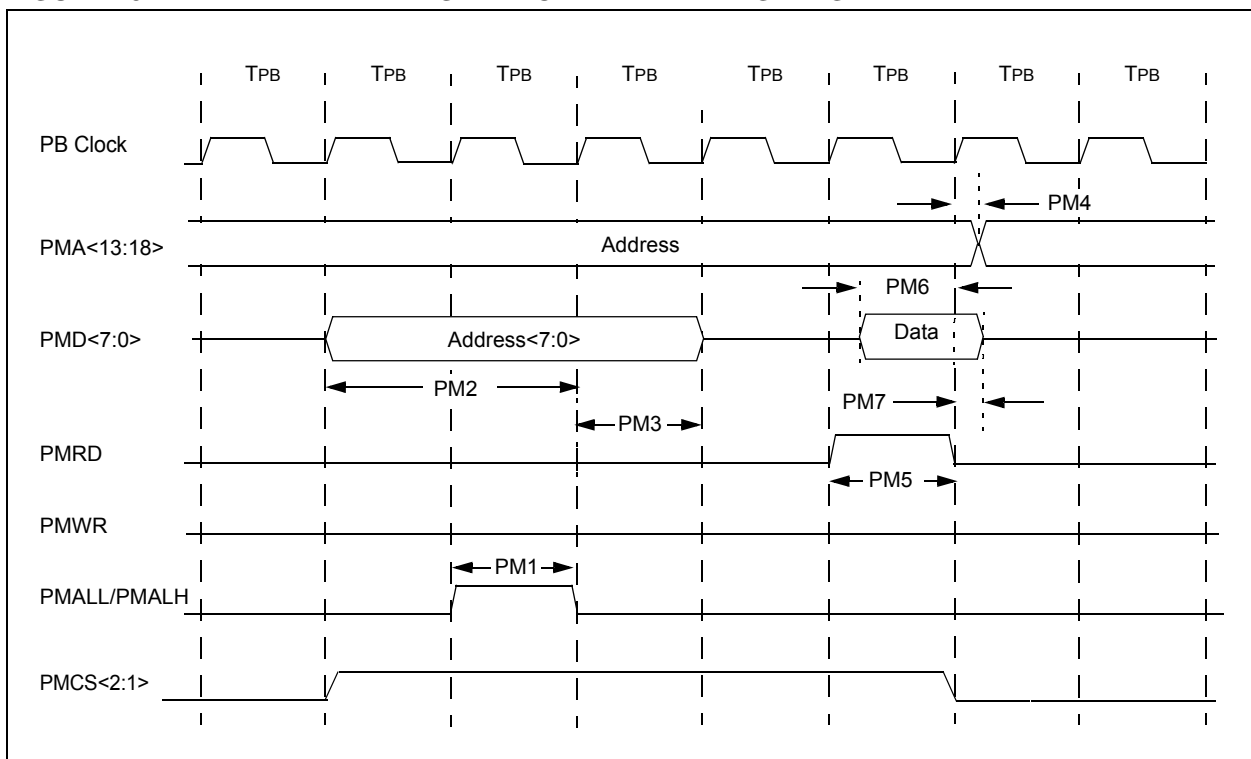 TPB TPB TPB TPB TPB TPB TPB TPB
PB Clock
PM4
PMA<13:18>
Address
PM6
PMD<7:0>
Address<7:0>
Data
PM2
PM7
PM3
PMRD
PM5
PMWR
PM1
PMALL/PMALH
PMCS<2:1>